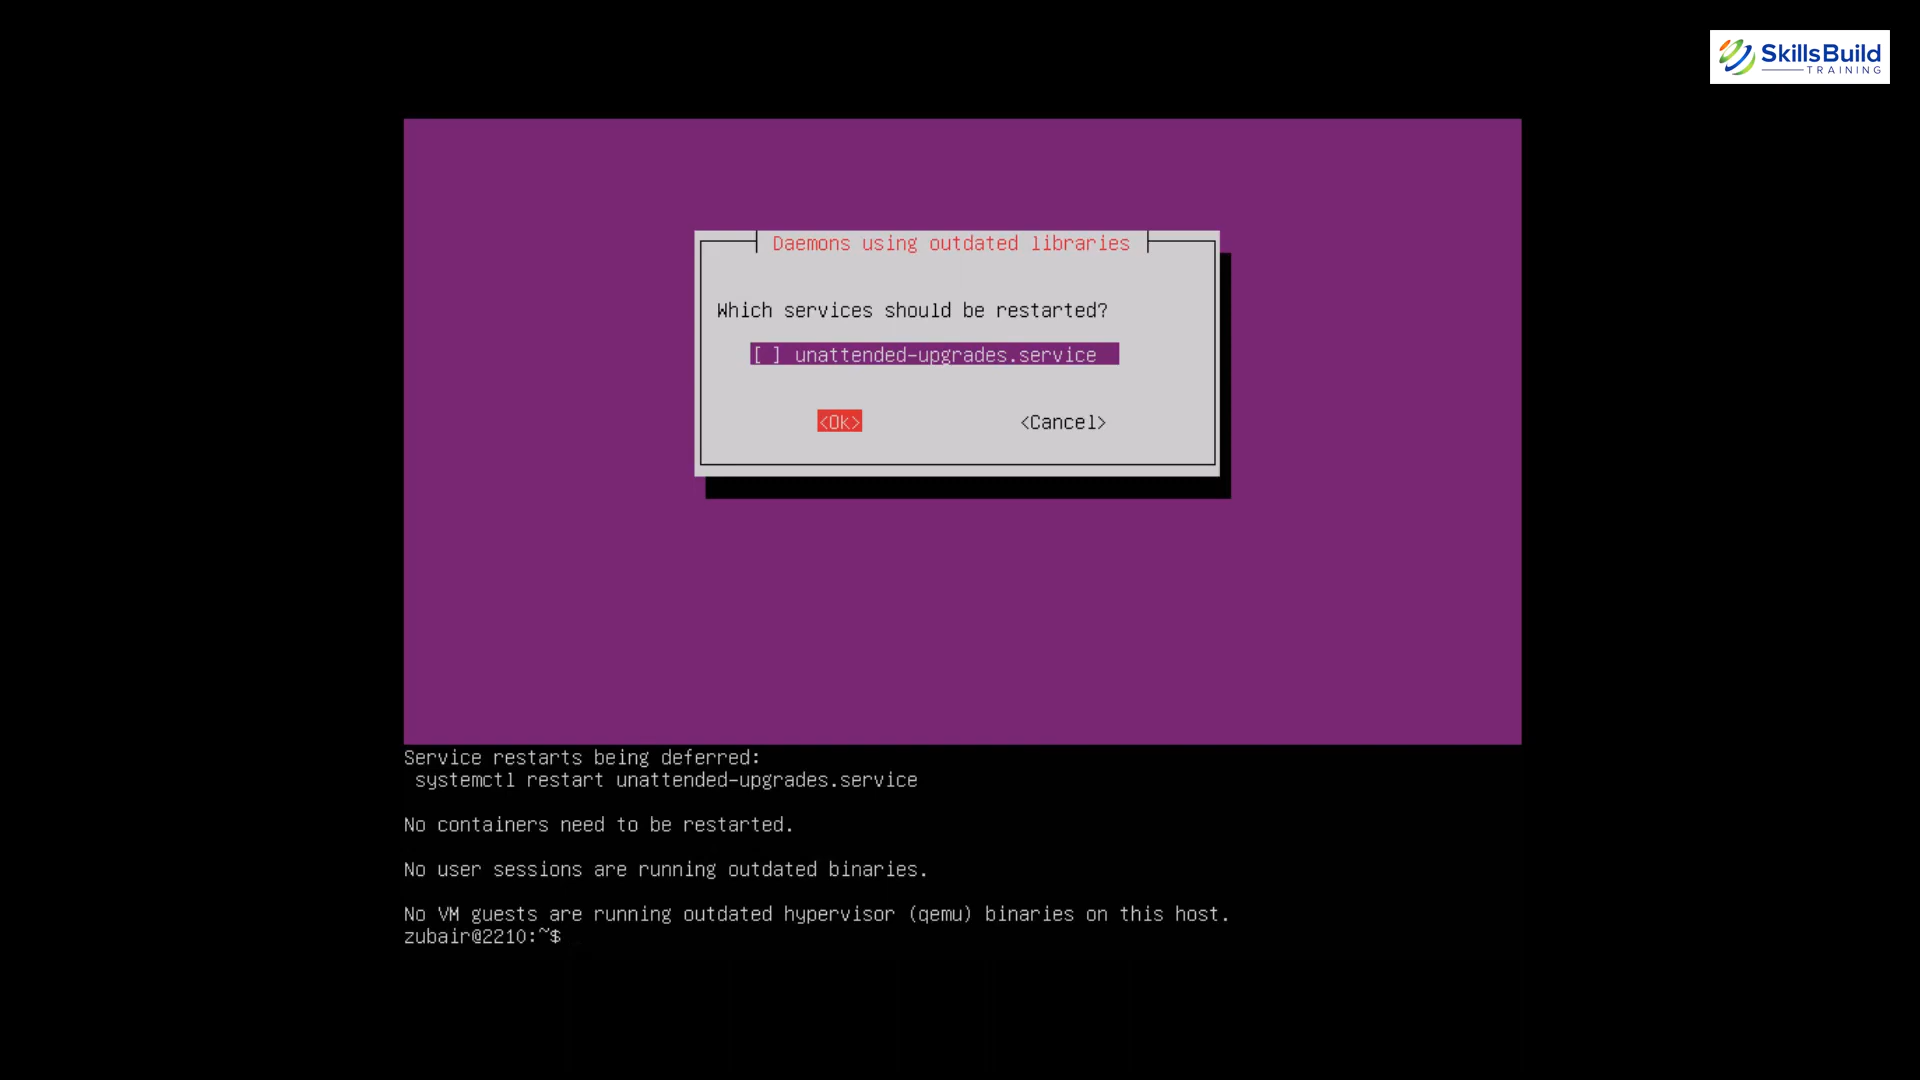 SkillsBuild
TRAINING
Daemons using outdated libraries
Which services should be restarted?
[ ] unattended-upgrades.service
<Ok> <Cancel>
Service restarts being deferred:
systemctl restart unattended-upgrades.service
No containers need to be restarted.
No user sessions are running outdated binaries.
No VM guests are running outdated hypervisor (qemu) binaries on this host.
zubair@2210:~$